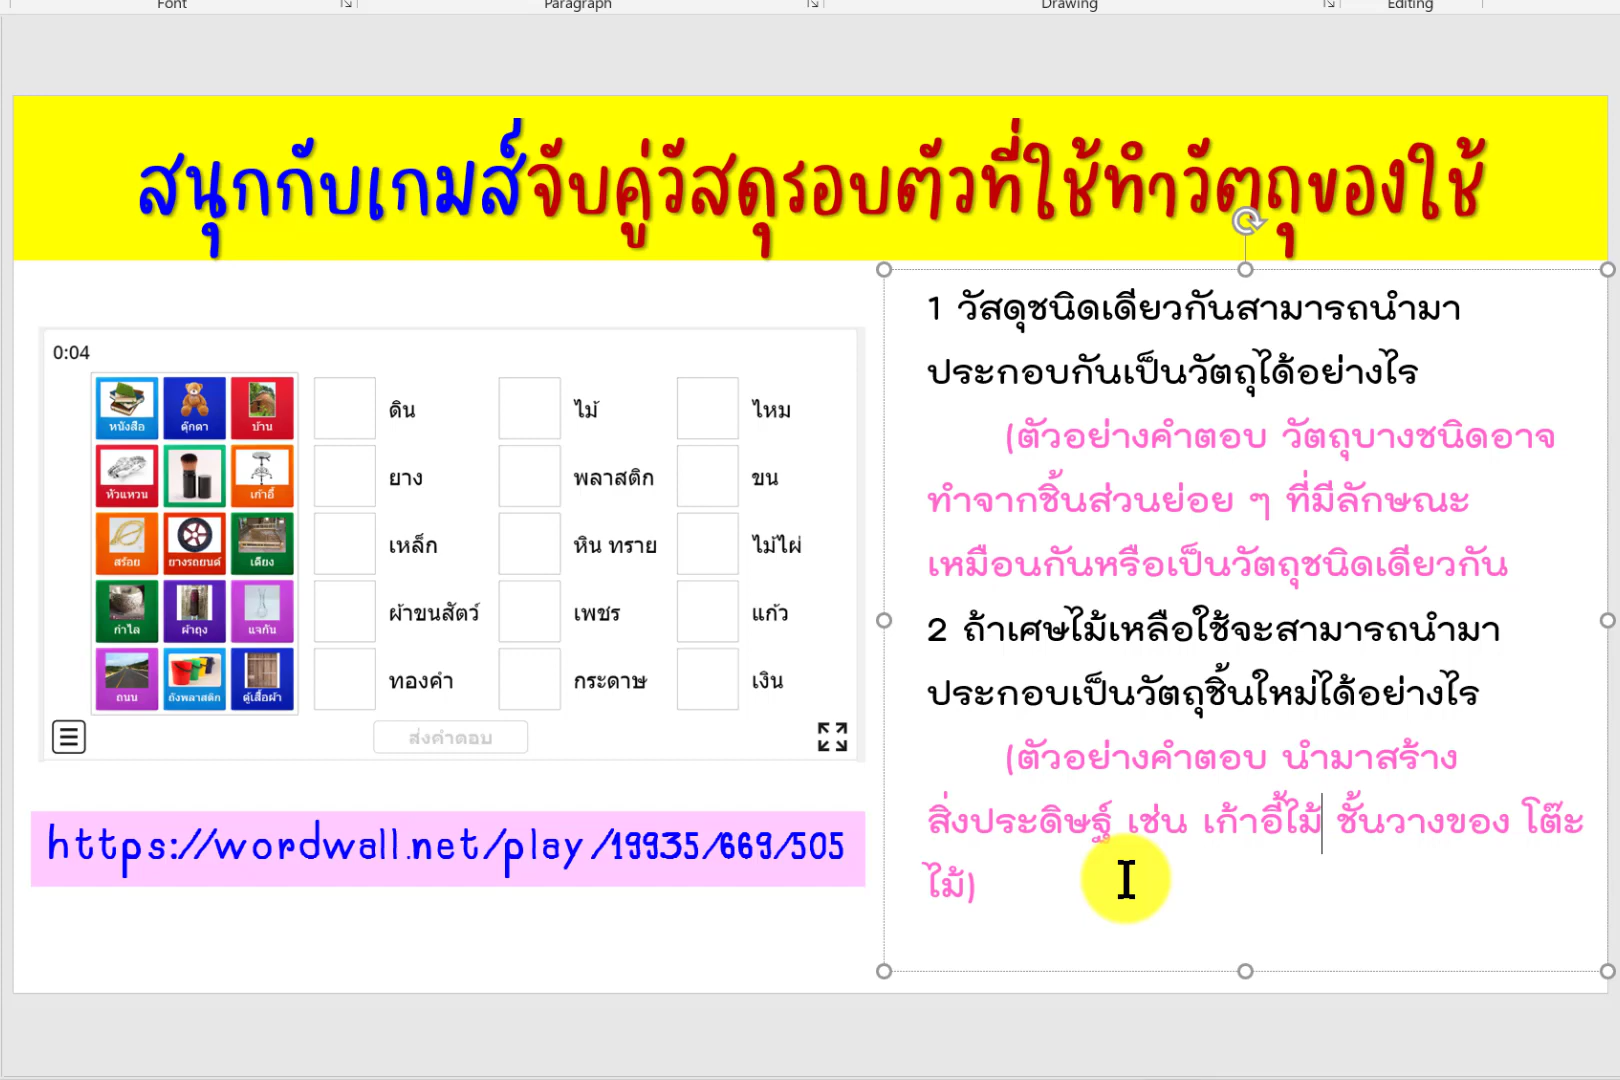 Font Paragraph Drawing Editing
สนุกกับเกมส์จับคู่วัสดุรอบตัวที่ใช้ทำวัตถุของใช้
0:04
หนังสือ ตุ๊กตา บ้าน
หัวแหวน เก้าอี้
สร้อย ยางรถยนต์ เตียง
กำไล ผ้าถุง แจกัน
ถนน ถังพลาสติก ตู้เสื้อผ้า
ดิน ไม้ ไหม
ยาง พลาสติก ขน
เหล็ก หิน ทราย ไม้ไผ่
ผ้าขนสัตว์ เพชร แก้ว
ทองคำ กระดาษ เงิน
ส่งคำตอบ
https://wordwall.net/play/19935/669/505
1 วัสดุชนิดเดียวกันสามารถนำมา
ประกอบกันเป็นวัตถุได้อย่างไร
(ตัวอย่างคำตอบ วัตถุบางชนิดอาจ
ทำจากชิ้นส่วนย่อย ๆ ที่มีลักษณะ
เหมือนกันหรือเป็นวัตถุชนิดเดียวกัน
2 ถ้าเศษไม้เหลือใช้จะสามารถนำมา
ประกอบเป็นวัตถุชิ้นใหม่ได้อย่างไร
(ตัวอย่างคำตอบ นำมาสร้าง
สิ่งประดิษฐ์ เช่น เก้าอี้ไม้ ชั้นวางของ โต๊ะ
ไม้)